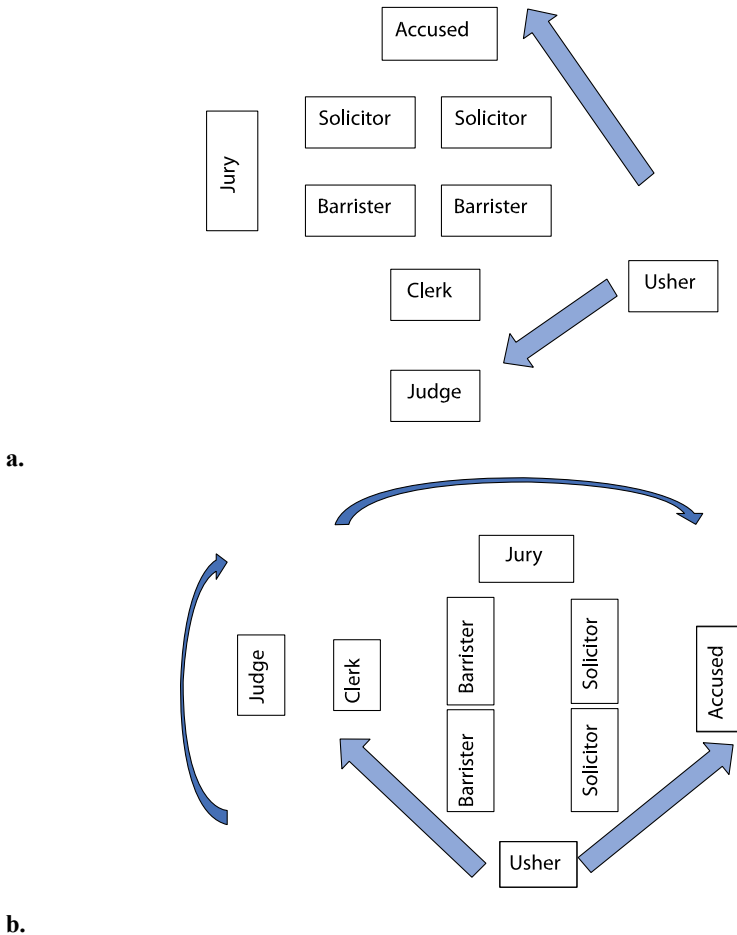 Accused
Solicitor
Solicitor
Jury
Barrister
Barrister
Clerk
Usher
Judge
a.
Jury
Judge
Clerk
Barrister
Solicitor
Accused
Barrister
Solicitor
Usher
b.